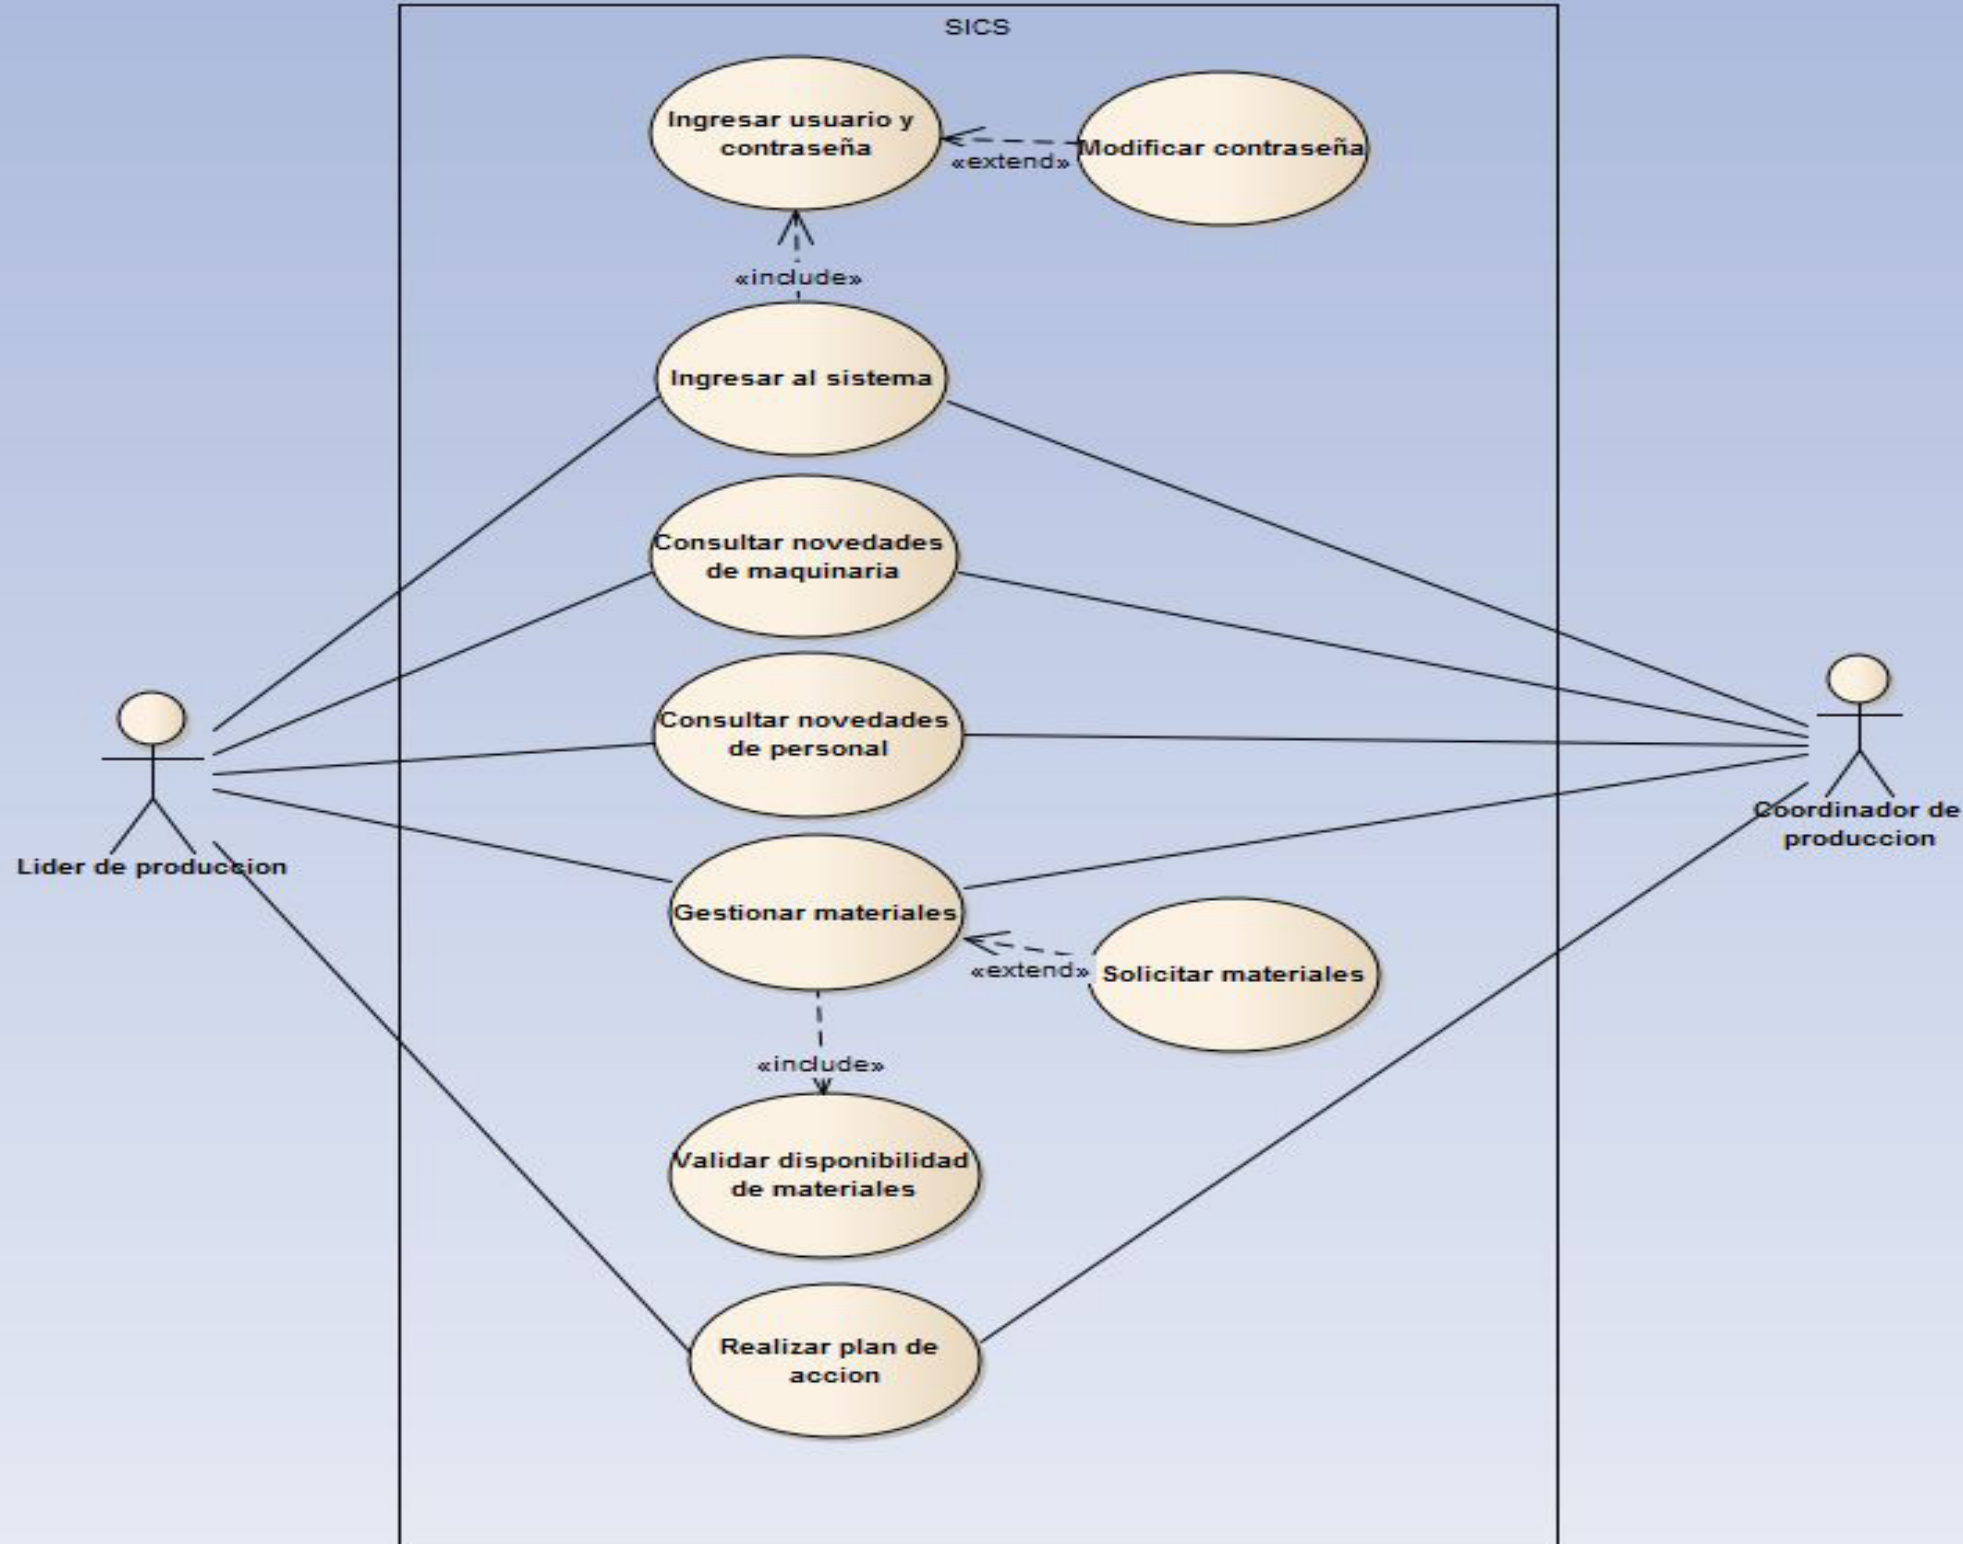 SICS
Ingresar usuario y
contraseña
«extend»
Modificar contraseña
«include»
Ingresar al sistema
Consultar novedades
de maquinaria
Consultar novedades
de personal
Lider de produccion
Coordinador de
produccion
Gestionar materiales
«extend»
Solicitar materiales
«include»
Validar disponibilidad
de materiales
Realizar plan de
accion